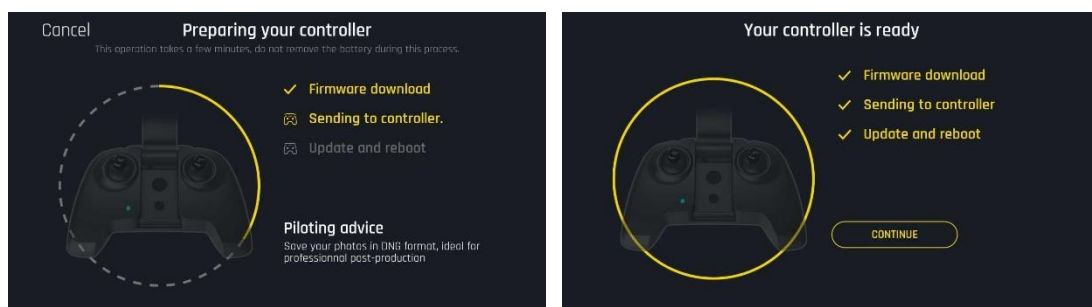 Cancel
Preparing your controller
This operation takes a few minutes, do not remove the battery during this process.
Firmware download
Sending to controller.
Update and reboot
Piloting advice
Save your photos in DNG format, ideal for
professionnal post-production
Your controller is ready
Firmware download
Sending to controller
Update and reboot
CONTINUE